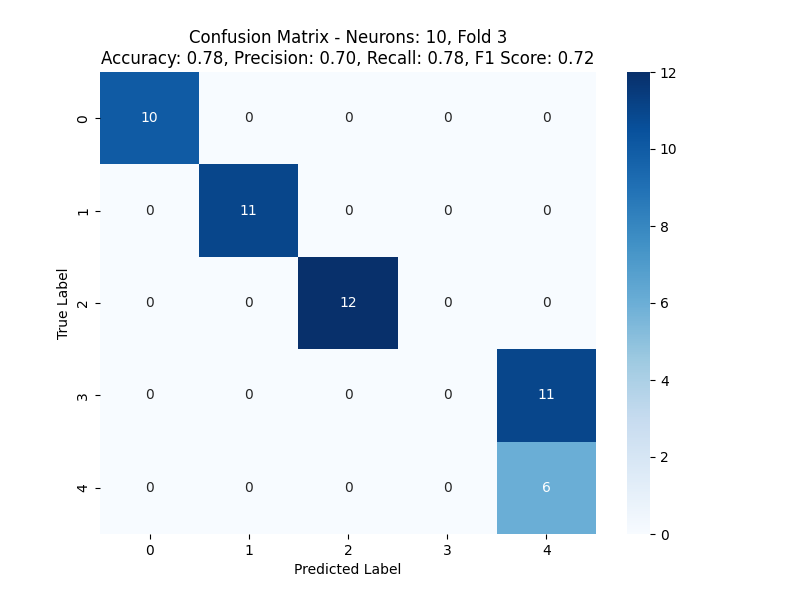 Confusion Matrix - Neurons: 10, Fold 3
Accuracy: 0.78, Precision: 0.70, Recall: 0.78, F1 Score: 0.72
True Label
0 10 0 0 0 0
1 0 11 0 0 0
2 0 0 12 0 0
3 0 0 0 0 11
4 0 0 0 0 6
0 1 2 3 4
Predicted Label
12
10
8
6
4
2
0